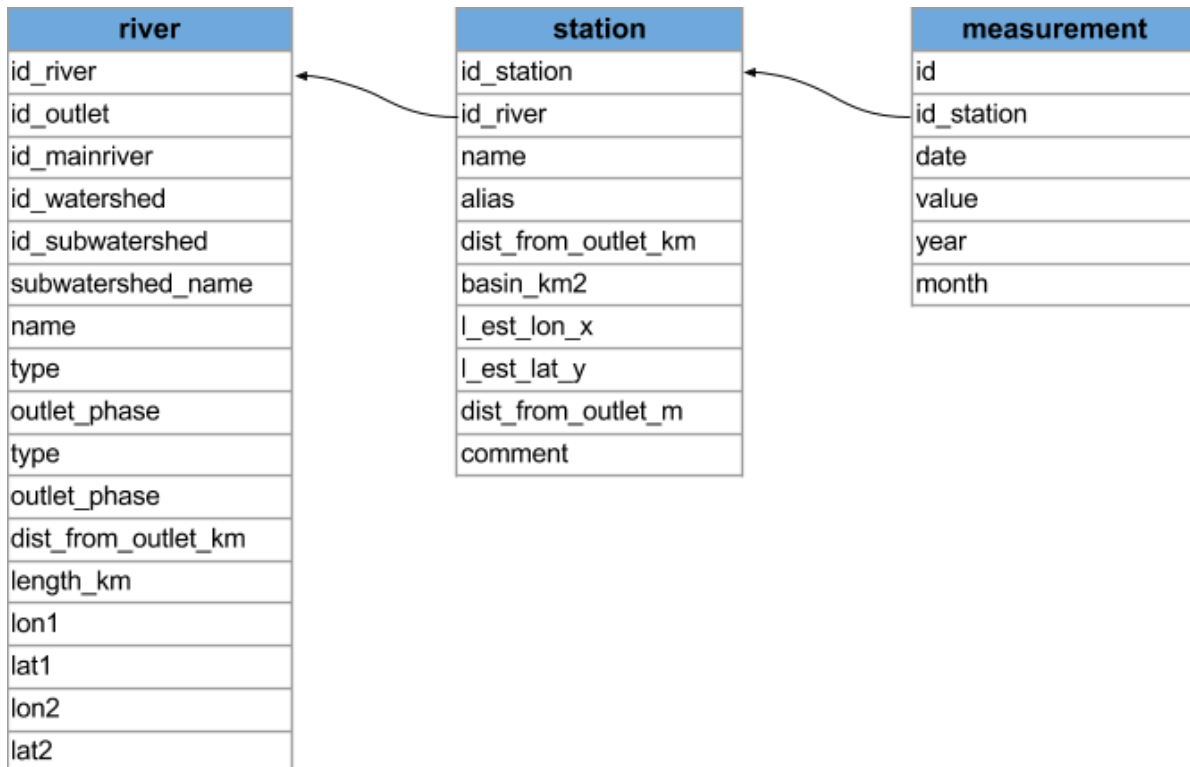 river
id_river
id_outlet
id_mainriver
id_watershed
id_subwatershed
subwatershed_name
name
type
outlet_phase
type
outlet_phase
dist_from_outlet_km
length_km
lon1
lat1
lon2
lat2
station
id_station
id_river
name
alias
dist_from_outlet_km
basin_km2
l_est_lon_x
l_est_lat_y
dist_from_outlet_m
comment
measurement
id
id_station
date
value
year
month